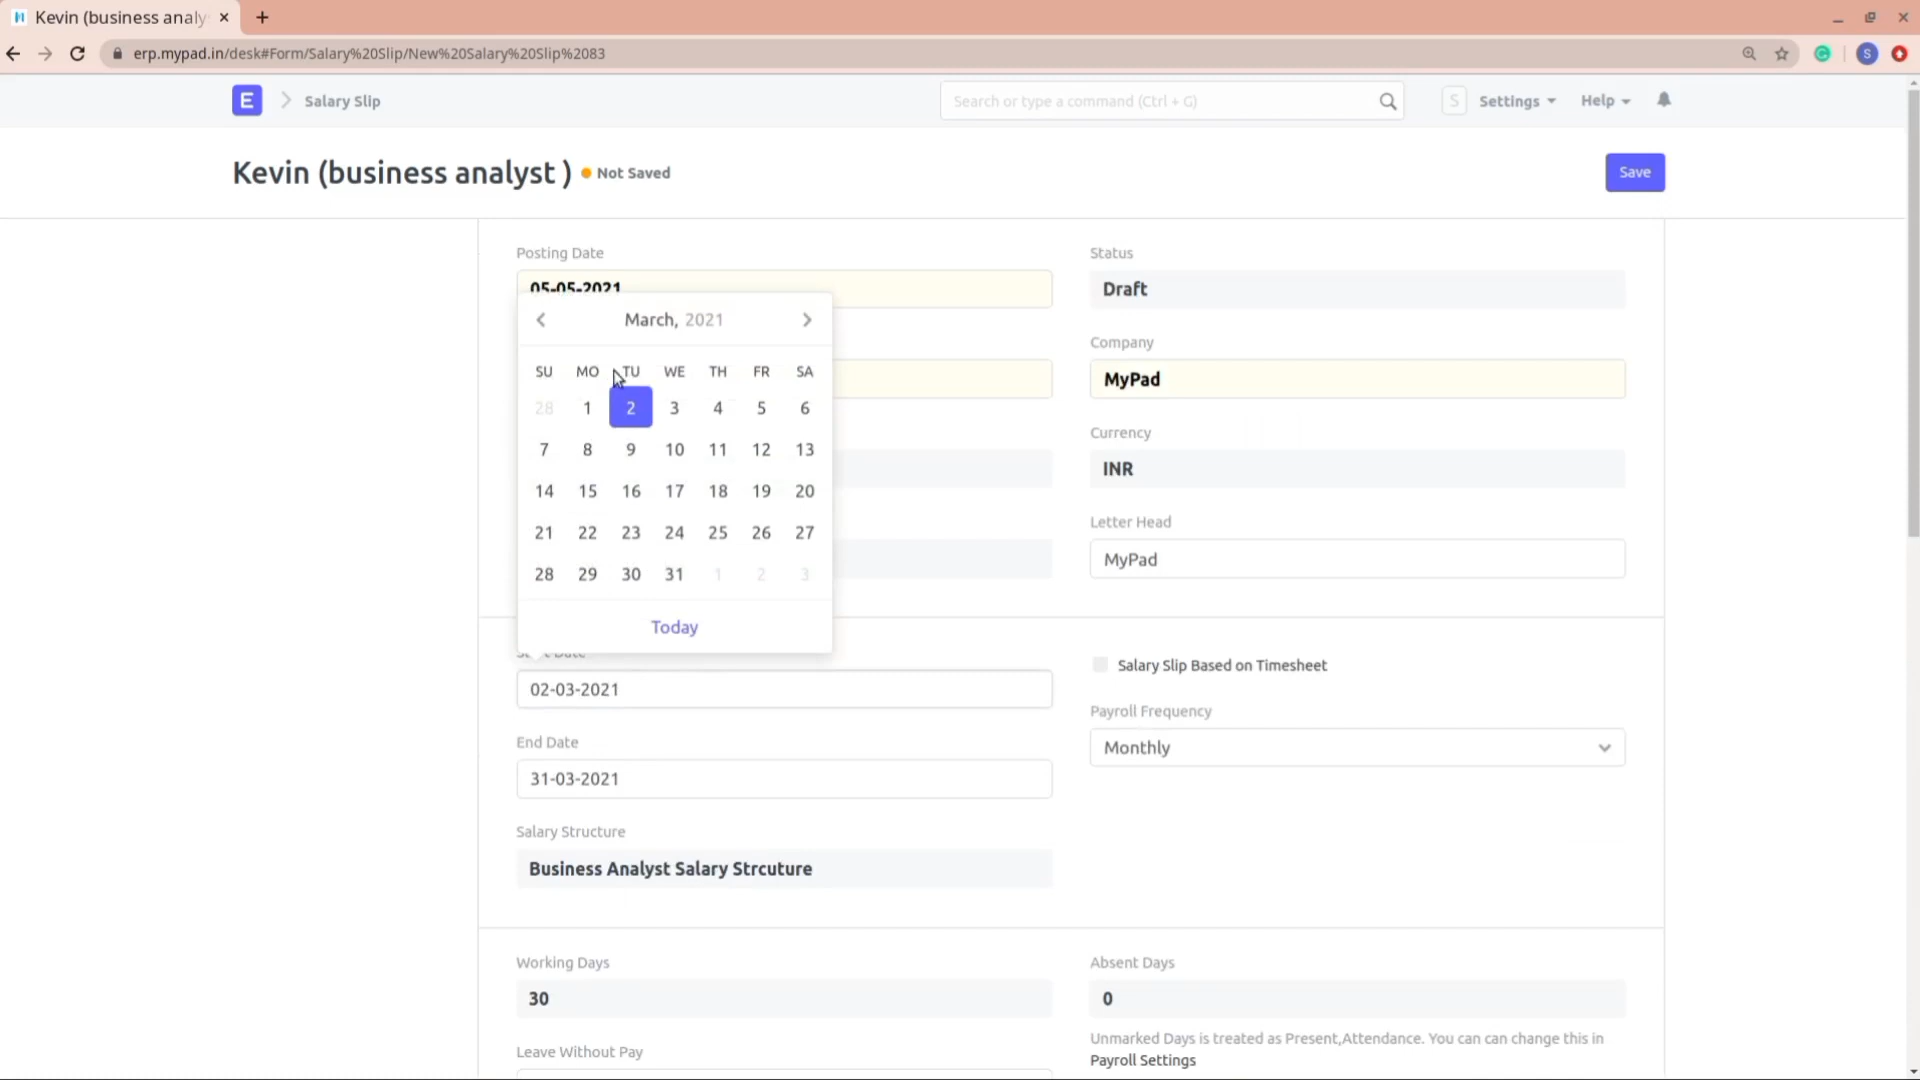 Kevin (business analy
erp.mypad.in/desk#Form/Salary%20Slip/New%20Salary%20Slip%2083
S
E
Salary Slip
Search or type a command (Ctrl + G)
S
Settings
Help
Kevin (business analyst )
Not Saved
Save
Posting Date
05-05-2021
Status
Draft
March, 2021
SU MO TU WE TH FR SA
28 1 2 3 4 5 6
7 8 9 10 11 12 13
14 15 16 17 18 19 20
21 22 23 24 25 26 27
28 29 30 31 1 2 3
Today
Company
MyPad
Currency
INR
Letter Head
MyPad
Start Date
02-03-2021
End Date
31-03-2021
Salary Structure
Business Analyst Salary Strcuture
Salary Slip Based on Timesheet
Payroll Frequency
Monthly
Working Days
30
Absent Days
0
Unmarked Days is treated as Present,Attendance. You can can change this in
Payroll Settings
Leave Without Pay